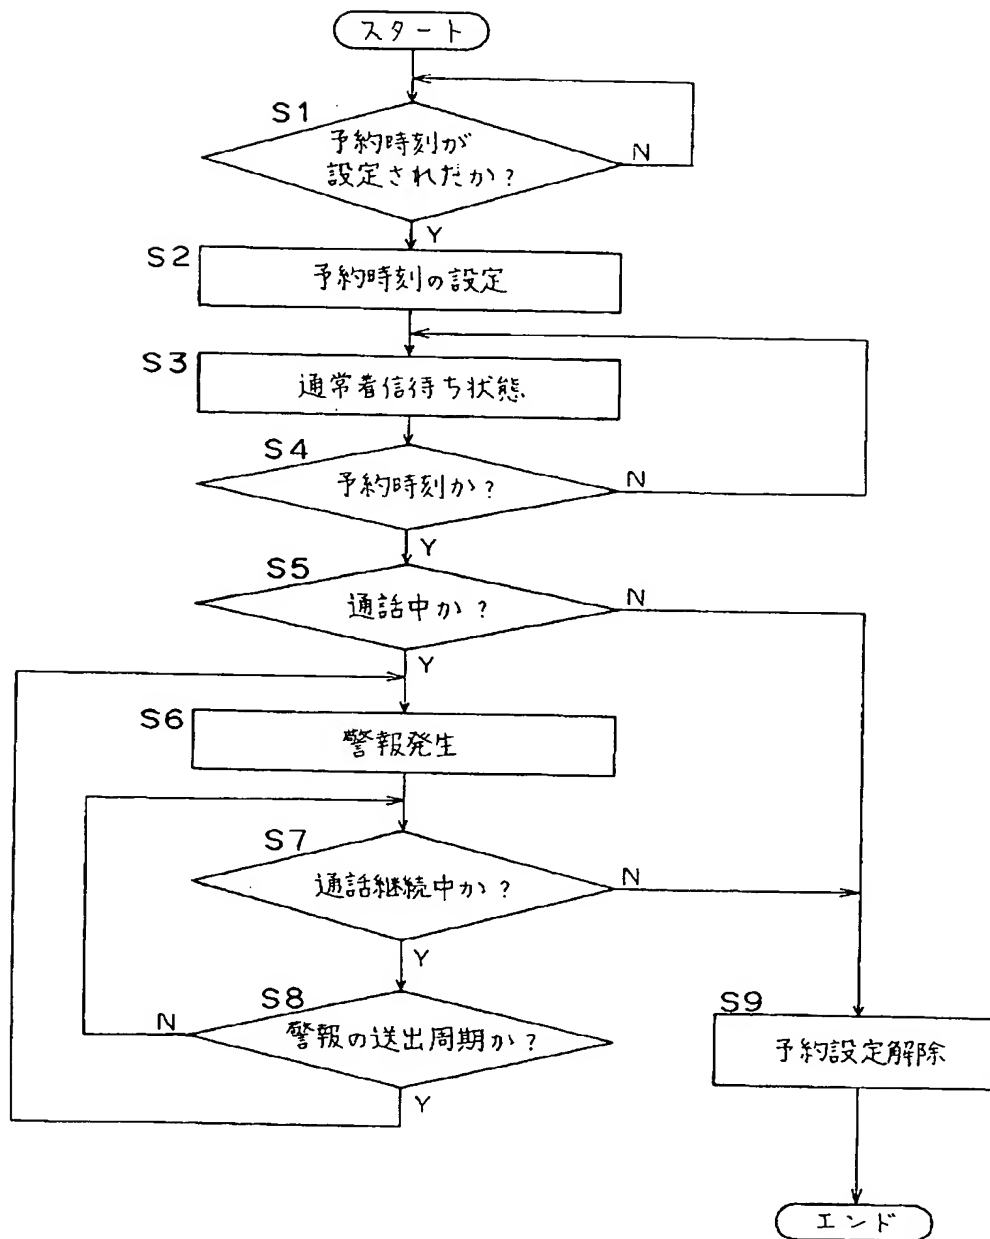 スタート
S1
予約時刻が
設定されたか?
N
Y
S2
予約時刻の設定
S3
通常着信待ち状態
S4
予約時刻か?
N
Y
S5
通話中か?
N
Y
S6
警報発生
S7
通話継続中か?
N
Y
S8
警報の送出周期か?
N
Y
S9
予約設定解除
エンド